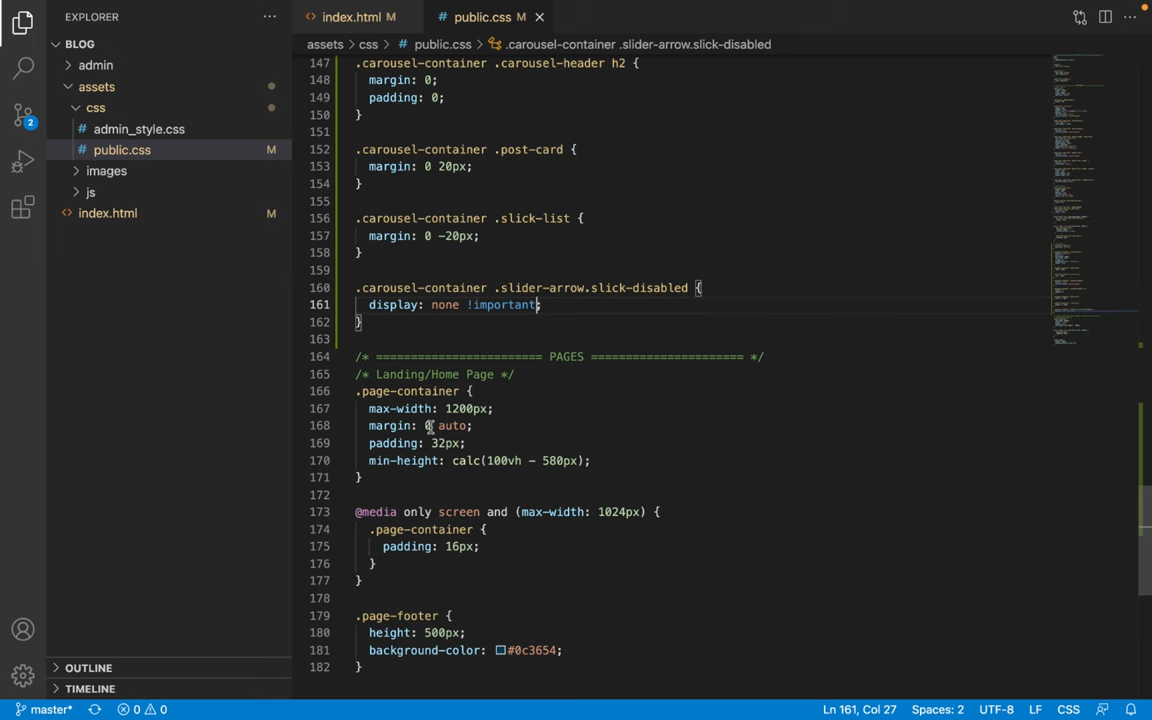 EXPLORER
BLOG
admin
assets
css
admin_style.css
public.css M
images
js
index.html M
OUTLINE
TIMELINE
index.html M
public.css M
assets > css > public.css > .carousel-container .slider-arrow.slick-disabled
147 .carousel-container .carousel-header h2 {
148 margin: 0;
149 padding: 0;
150 }
151
152 .carousel-container .post-card {
153 margin: 0 20px;
154 }
155
156 .carousel-container .slick-list {
157 margin: 0 -20px;
158 }
159
160 .carousel-container .slider-arrow.slick-disabled {
161 display: none !important;
162 }
163
164 /* ======================== PAGES ====================== */
165 /* Landing/Home Page */
166 .page-container {
167 max-width: 1200px;
168 margin: 0 auto;
169 padding: 32px;
170 min-height: calc(100vh - 580px);
171 }
172
173 @media only screen and (max-width: 1024px) {
174 .page-container {
175 padding: 16px;
176 }
177 }
178
179 .page-footer {
180 height: 500px;
181 background-color: #0c3654;
182 }
2
master* 0 0 Ln 161, Col 27 Spaces: 2 UTF-8 LF CSS